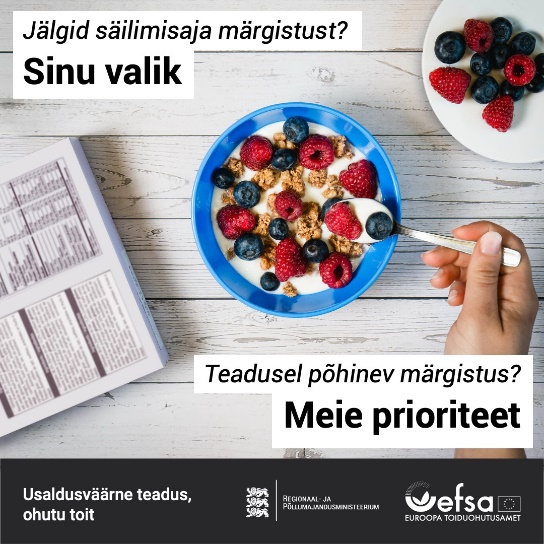 Jälgid säilimisaja märgistust?
Sinu valik
Teadusel põhinev märgistus?
Meie prioriteet
Usaldusväärne teadus,
ohutu toit
REGIONAAL- JA
PÕLLUMAJANDUSMINISTEERIUM
efsa
EUROOPA TOIDUOHUTUSAMET